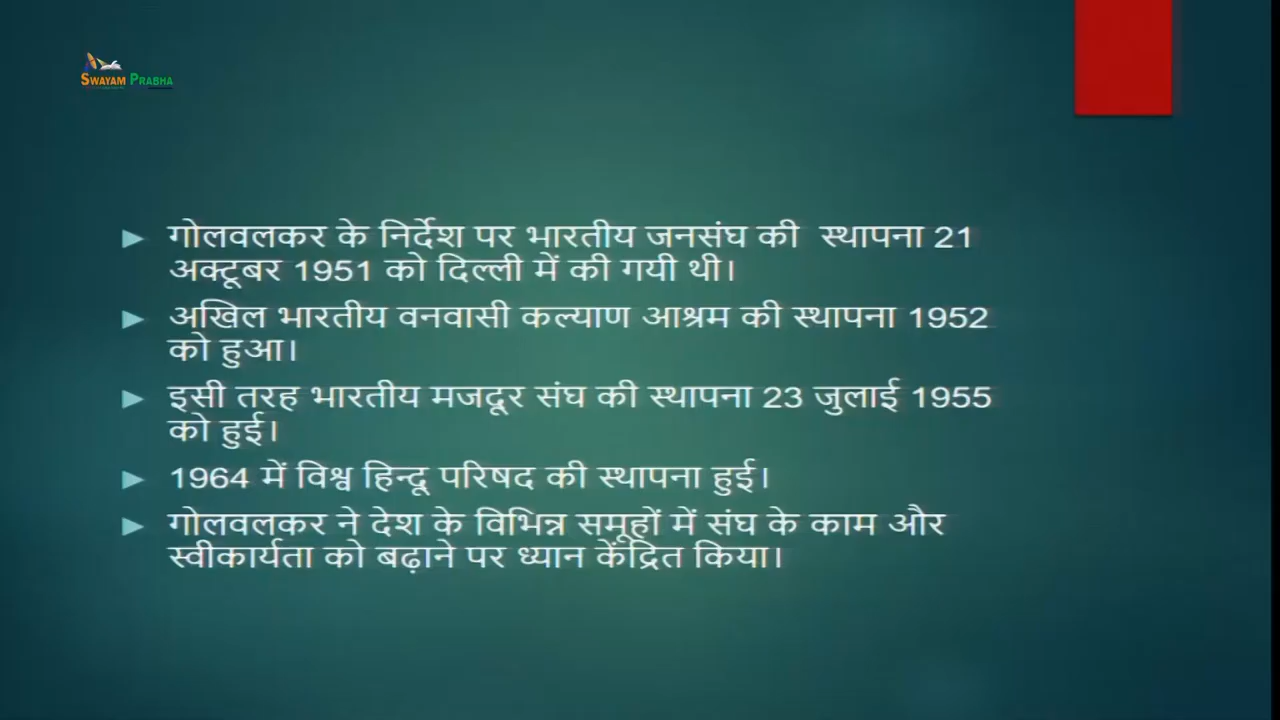 SWAYAM PRABHA
गोलवलकर के निर्देश पर भारतीय जनसंघ की स्थापना 21
अक्टूबर 1951 को दिल्ली में की गयी थी।
अखिल भारतीय वनवासी कल्याण आश्रम की स्थापना 1952
को हुआ।
इसी तरह भारतीय मजदूर संघ की स्थापना 23 जुलाई 1955
को हुई।
1964 में विश्व हिन्दू परिषद की स्थापना हुई।
गोलवलकर ने देश के विभिन्न समूहों में संघ के काम और
स्वीकार्यता को बढ़ाने पर ध्यान केंद्रित किया।